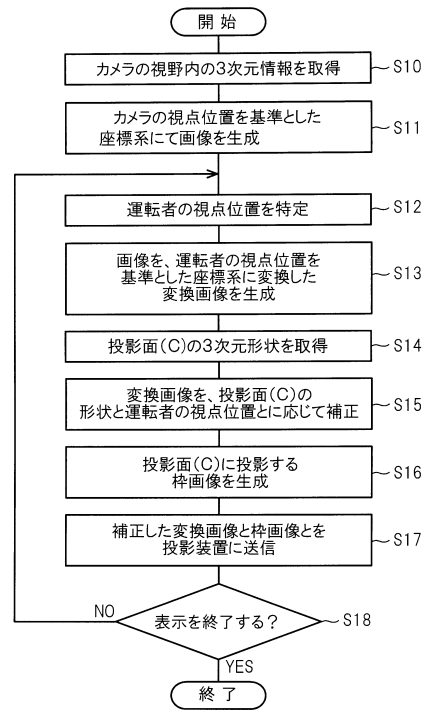 開始
カメラの視野内の3次元情報を取得
S10
カメラの視点位置を基準とした
座標系にて画像を生成
S11
運転者の視点位置を特定
S12
画像を、運転者の視点位置を
基準とした座標系に変換した
変換画像を生成
S13
投影面(C)の3次元形状を取得
S14
変換画像を、投影面(C)の
形状と運転者の視点位置とに応じて補正
S15
投影面(C)に投影する
枠画像を生成
S16
補正した変換画像と枠画像とを
投影装置に送信
S17
NO
表示を終了する?
S18
YES
終了